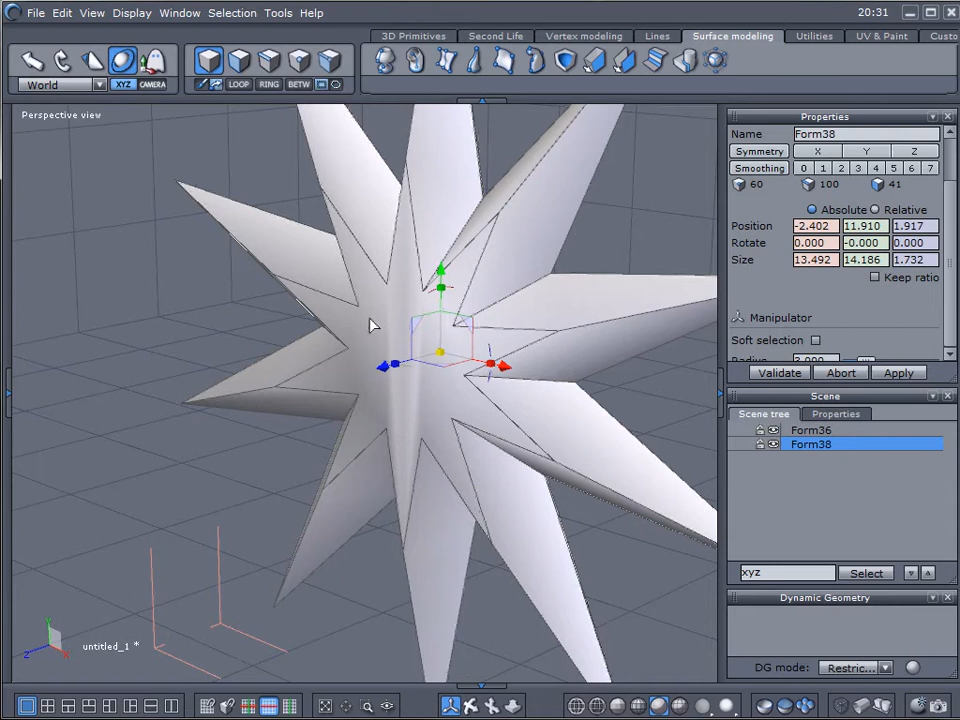 File Edit View Display Window Selection Tools Help 20:31
3D Primitives Second Life Vertex modeling Lines Surface modeling Utilities UV & Paint Custo
World XYZ CAMERA LOOP RING BETW
Perspective view
Properties
Name Form38
Symmetry X Y Z
Smoothing 0 1 2 3 4 5 6 7
60 100 41
Absolute Relative
Position -2.402 11.910 1.917
Rotate 0.000 -0.000 0.000
Size 13.492 14.186 1.732
Keep ratio
Manipulator
Soft selection
Radius 3.000
Validate Abort Apply
Scene
Scene tree Properties
Form36
Form38
xyz Select
Dynamic Geometry
DG mode: Restric...
Y
Z X
untitled_1 *